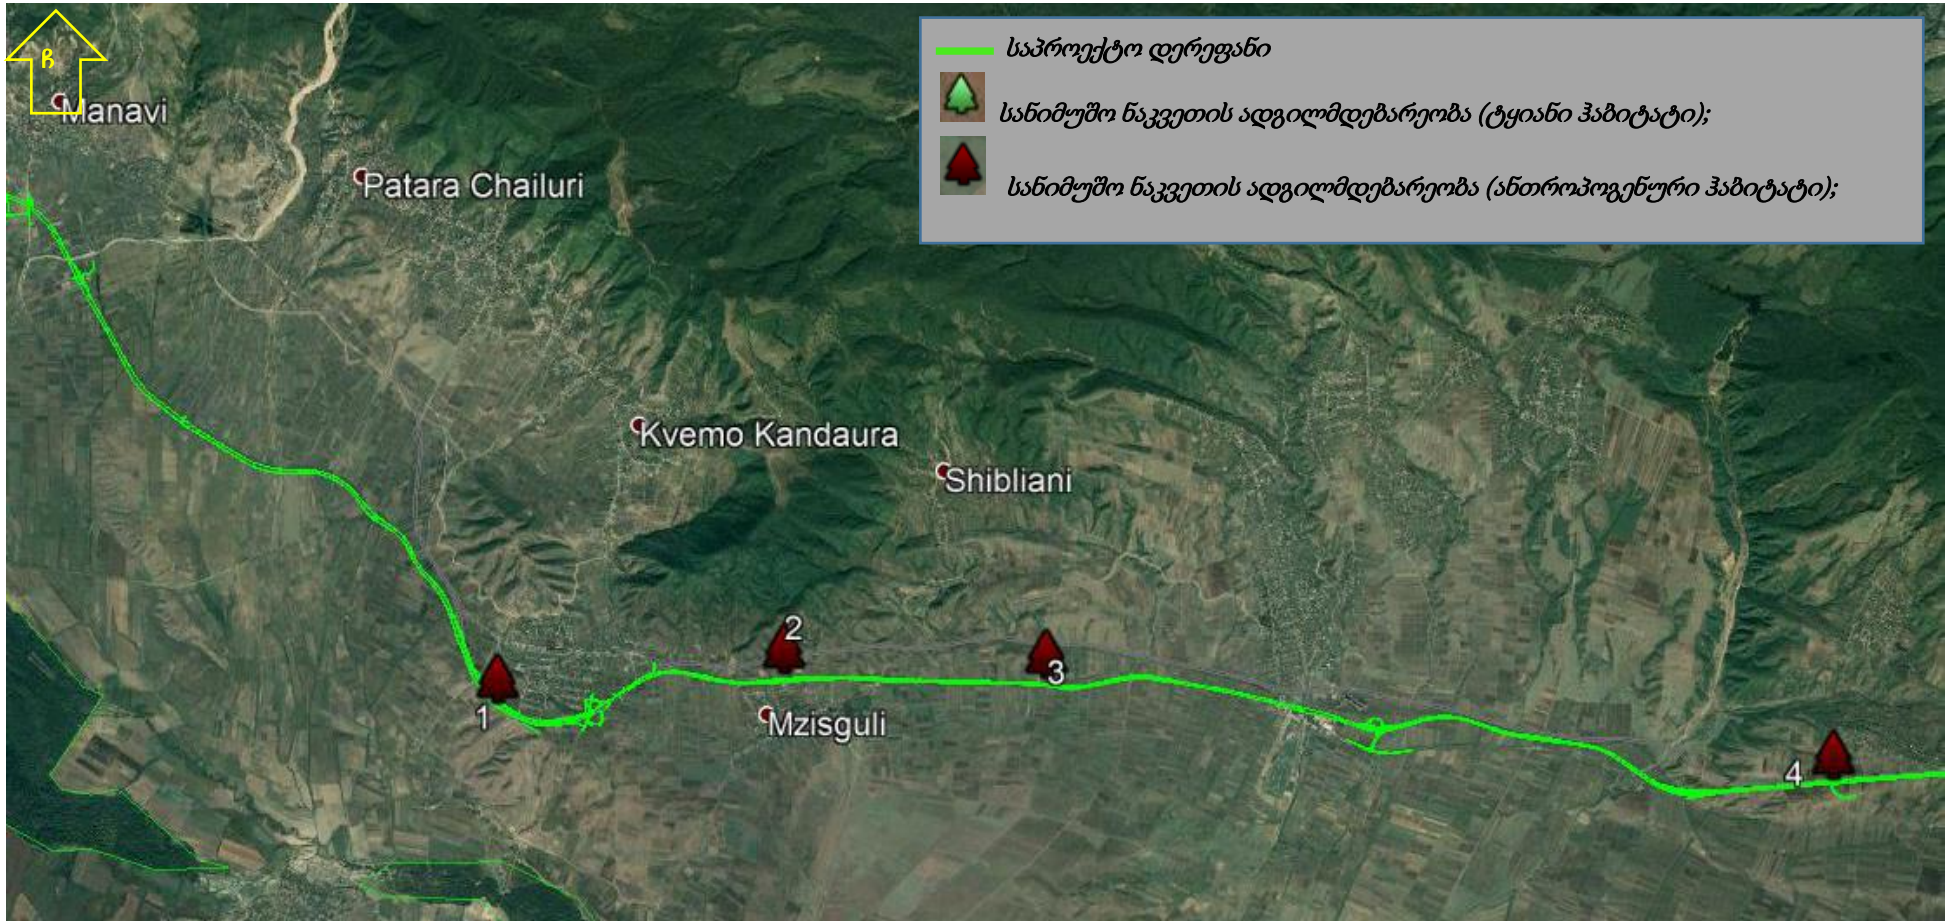 ჩ
საპროექტო დერეფანი
სანიმუშო ნაკვეთის ადგილმდებარეობა (ტყიანი ჰაბიტატი);
სანიმუშო ნაკვეთის ადგილმდებარეობა (ანთროპოგენური ჰაბიტატი);
Manavi
Patara Chailuri
Kvemo Kandaura
Shibliani
2
3
1
Mzisguli
4